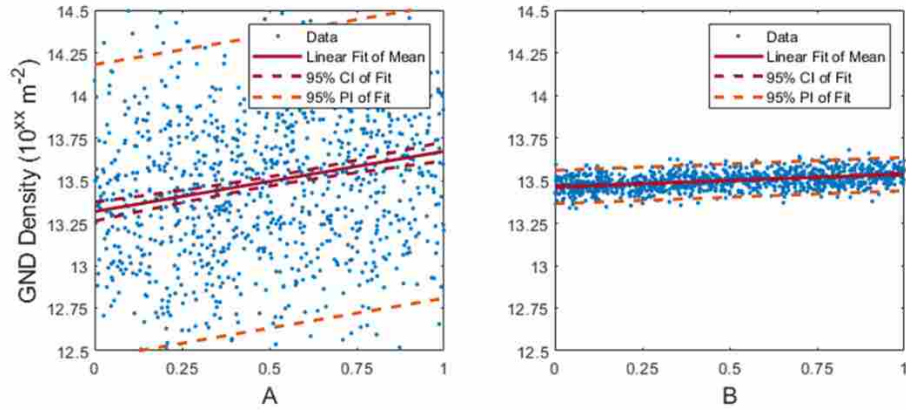 14.5
14.25
14
13.75
13.5
13.25
13
12.75
12.5
0 0.25 0.5 0.75 1
GND Density (10^xx m^-2)
A
Data
Linear Fit of Mean
95% CI of Fit
95% PI of Fit
14.5
14.25
14
13.75
13.5
13.25
13
12.75
12.5
0 0.25 0.5 0.75 1
B
Data
Linear Fit of Mean
95% CI of Fit
95% PI of Fit